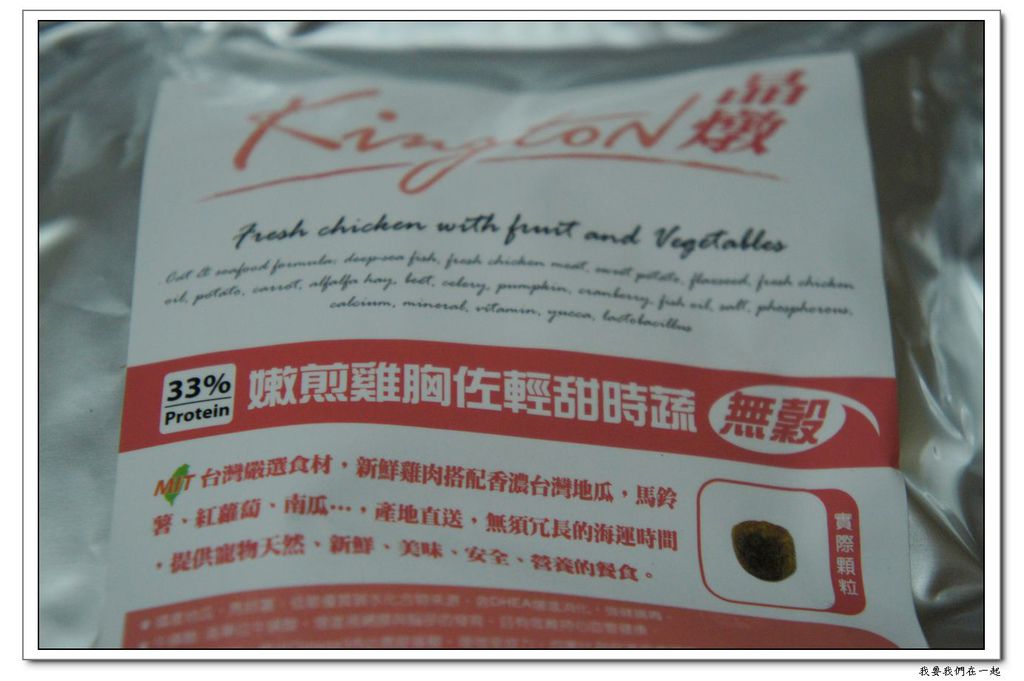 Kington 晶燉
Fresh chicken with fruit and Vegetables
Cat & seafood formula: deep-sea fish, fresh chicken meat, sweet potato, flaxseed, fresh chicken
oil, potato, carrot, alfalfa hay, beet, celery, pumpkin, cranberry, fish oil, salt, phosphorous,
calcium, mineral, vitamin, yucca, lactobacillus
33%
Protein
嫩煎雞胸佐輕甜時蔬 無穀
MIT 台灣嚴選食材，新鮮雞肉搭配香濃台灣地瓜，馬鈴
薯、紅蘿蔔、南瓜…，產地直送，無須冗長的海運時間
，提供寵物天然、新鮮、美味、安全、營養的餐食。
實際顆粒
我要我們在一起